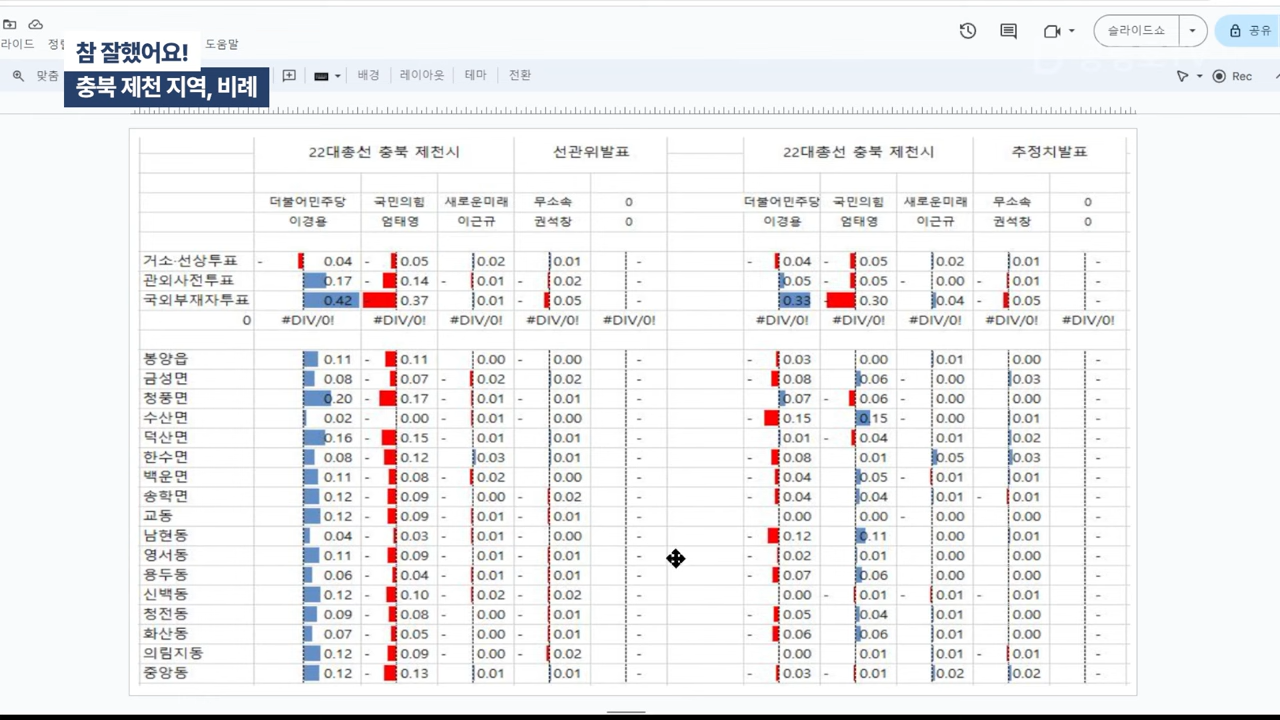 라이드
도움말
슬라이드쇼
공유
참 잘했어요!
충북 제천 지역, 비례
맞춤
배경 레이아웃 테마 전환
Rec
22대총선 충북 제천시 선관위발표 22대총선 충북 제천시 추정치발표
더불어민주당 국민의힘 새로운미래 무소속 0 더불어민주당 국민의힘 새로운미래 무소속 0
이경용 엄태영 이근규 권석창 0 이경용 엄태영 이근규 권석창 0
거소·선상투표 - 0.04 - 0.05 0.02 0.01 - - 0.04 - 0.05 0.02 0.01 -
관외사전투표 0.17 - 0.14 - 0.01 - 0.02 - 0.05 - 0.05 - 0.00 - 0.01 -
국외부재자투표 0.42 - 0.37 0.01 - 0.05 - 0.33 - 0.30 0.04 - 0.05 -
0 #DIV/0! #DIV/0! #DIV/0! #DIV/0! #DIV/0! #DIV/0! #DIV/0! #DIV/0! #DIV/0! #DIV/0!
봉양읍 0.11 - 0.11 0.00 - 0.00 - - 0.03 0.00 0.01 0.00 -
금성면 0.08 - 0.07 - 0.02 0.02 - - 0.08 0.06 - 0.00 0.03 -
청풍면 0.20 - 0.17 - 0.01 - 0.01 - 0.07 - 0.06 - 0.00 0.00 -
수산면 0.02 - 0.00 - 0.01 - 0.00 - - 0.15 0.15 - 0.00 0.01 -
덕산면 0.16 - 0.15 - 0.01 0.01 - 0.01 - 0.04 0.01 0.02 -
한수면 0.08 - 0.12 0.03 0.01 - - 0.08 0.01 0.05 0.03 -
백운면 0.11 - 0.08 - 0.02 0.00 - - 0.04 0.05 - 0.01 0.01 -
송학면 0.12 - 0.09 - 0.00 - 0.02 - - 0.04 0.04 0.01 - 0.01 -
교동 0.12 - 0.09 - 0.01 - 0.01 - 0.00 0.00 - 0.00 0.00 -
남현동 0.04 - 0.03 - 0.01 - 0.00 - - 0.12 0.11 0.00 0.01 -
영서동 0.11 - 0.09 - 0.01 - 0.01 - - 0.02 0.01 0.00 0.00 -
용두동 0.06 - 0.04 - 0.01 - 0.01 - - 0.07 0.06 0.00 0.00 -
신백동 0.12 - 0.10 - 0.02 - 0.02 - 0.00 - 0.01 - 0.01 - 0.01 -
청전동 0.09 - 0.08 0.00 - 0.01 - - 0.05 0.04 0.01 0.00 -
화산동 0.07 - 0.05 - 0.00 - 0.01 - - 0.06 0.06 0.01 0.00 -
의림지동 0.12 - 0.09 - 0.00 - 0.02 - 0.00 0.01 0.01 - 0.01 -
중앙동 0.12 - 0.13 0.01 0.01 - - 0.03 - 0.01 0.02 0.02 -